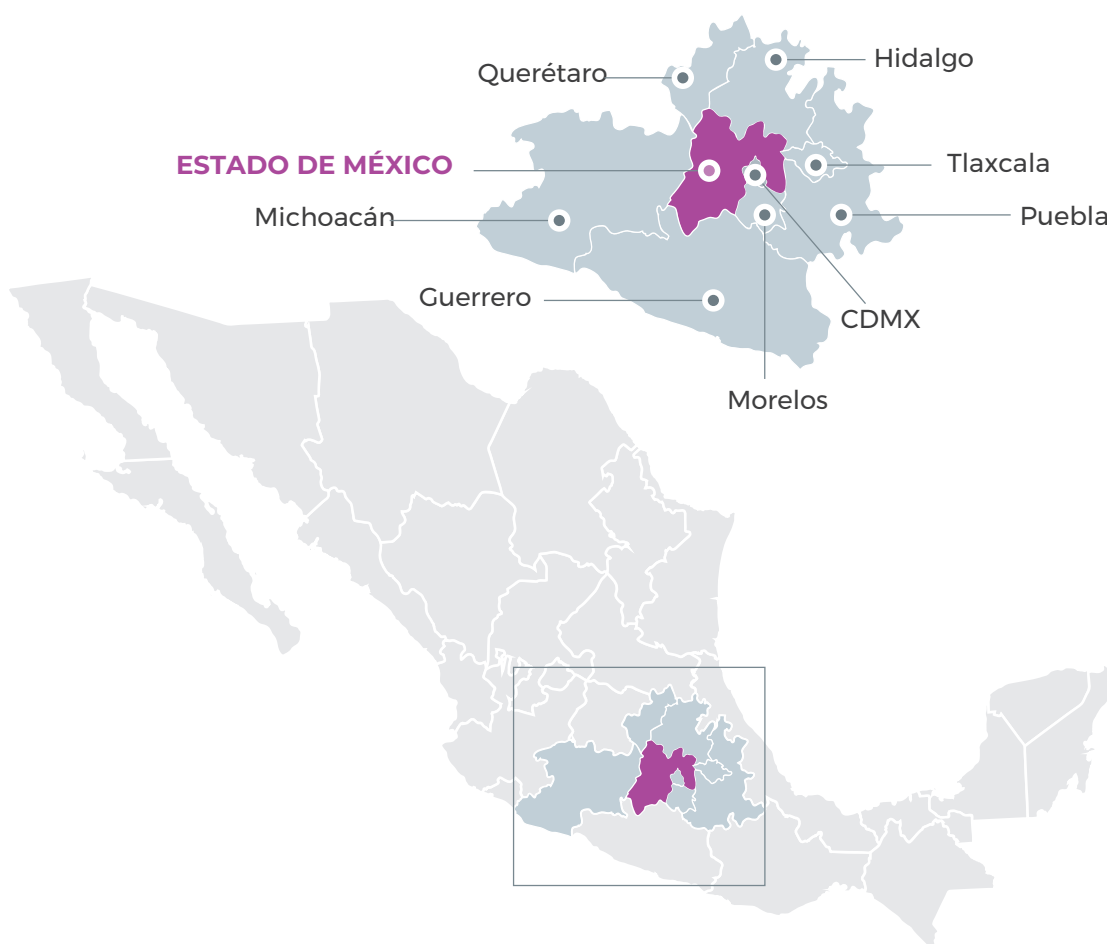 Hidalgo
Querétaro
ESTADO DE MÉXICO
Tlaxcala
Michoacán
Puebla
Guerrero
CDMX
Morelos